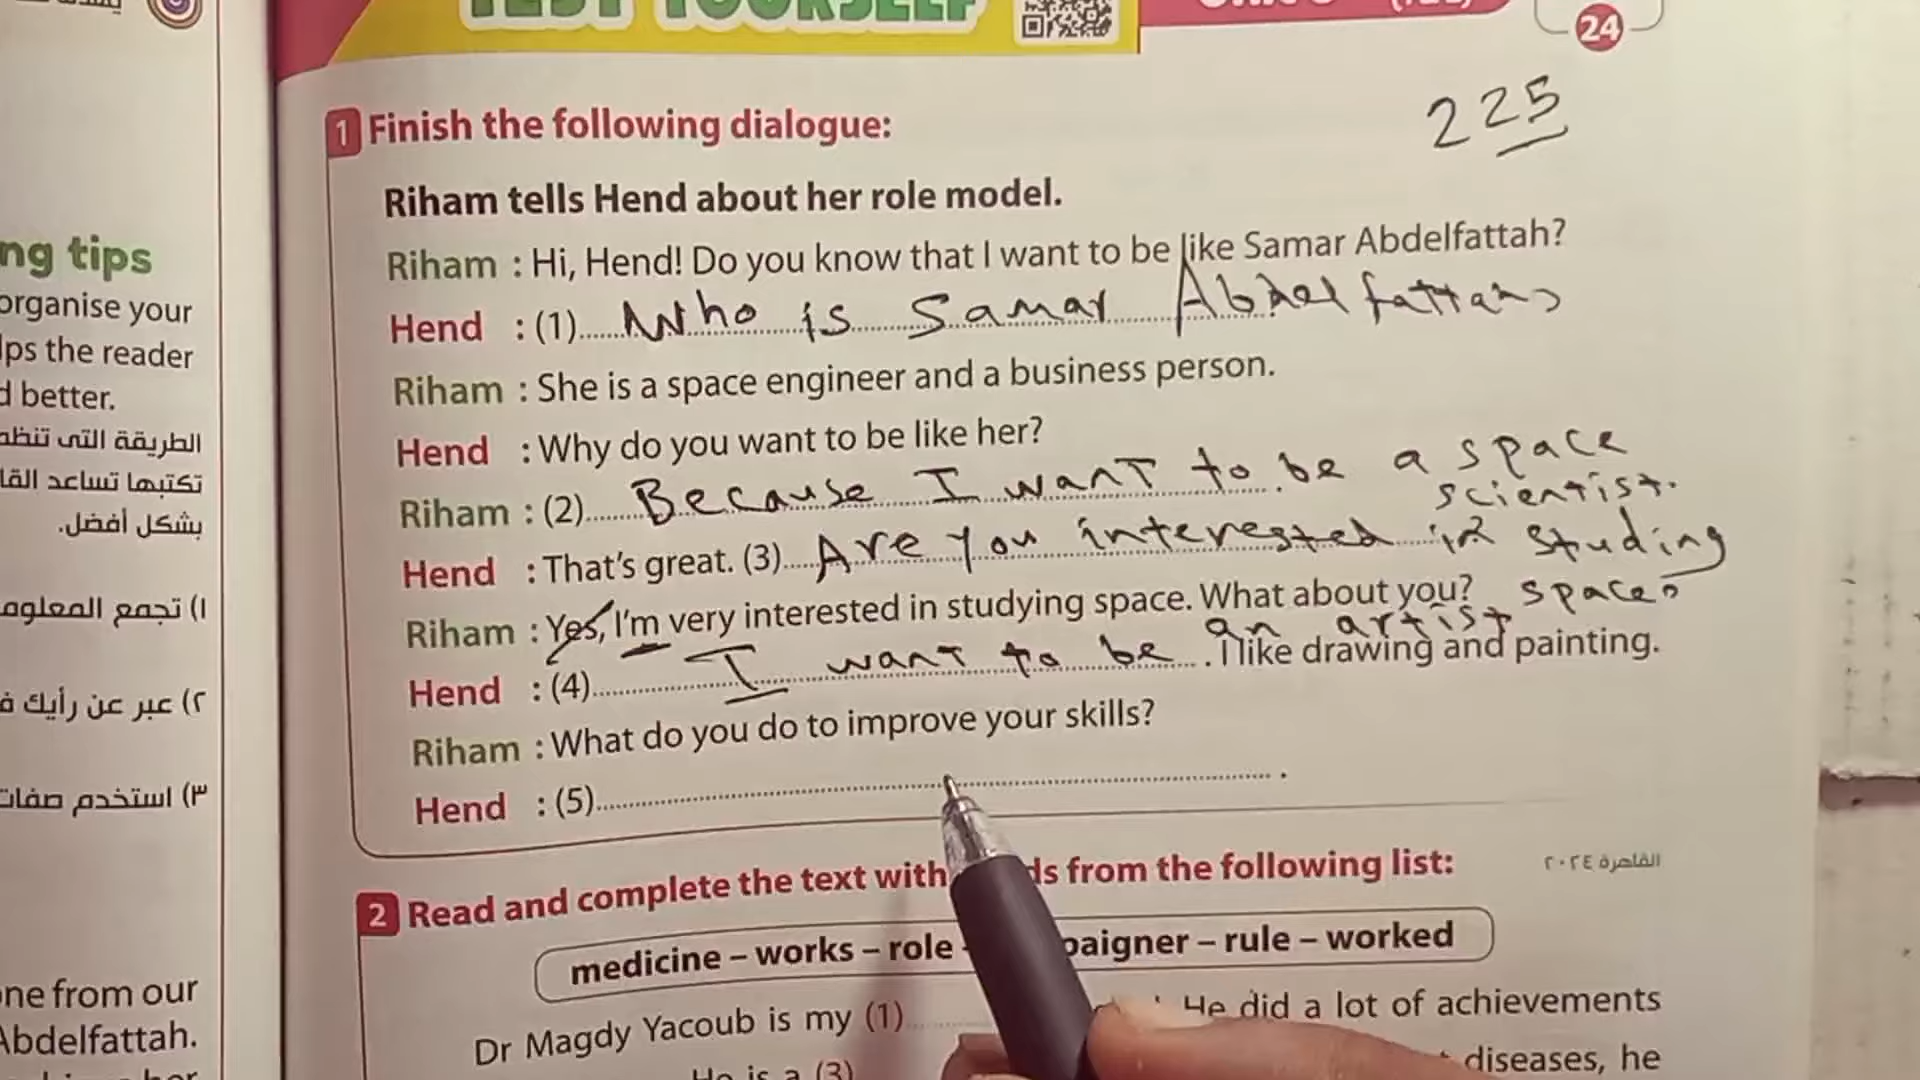 TEST YOURSELF
24
225
1 Finish the following dialogue:
Riham tells Hend about her role model.
Riham : Hi, Hend! Do you know that I want to be like Samar Abdelfattah?
Hend : (1) Who is Samar Abdelfattah?
Riham : She is a space engineer and a business person.
Hend : Why do you want to be like her?
Riham : (2) Because I want to be a space scientist.
Hend : That's great. (3) Are you interested in studing space?
Riham : Yes, I'm very interested in studying space. What about you?
Hend : (4) I want to be an artist. I like drawing and painting.
Riham : What do you do to improve your skills?
Hend : (5)
2 Read and complete the text with from the following list:
القاهرة ٢٠٢٤
medicine – works – role – – rule – worked
Dr Magdy Yacoub is my (1) He did a lot of achievements
diseases, he
He is a (3)
ng tips
organise your
lps the reader
d better.
الطريقة التى
تكتبها تساعد
بشكل أفضل.
١) تجمع
٢) عبر عن رأيك
٣) استخدم
ne from our
Abdelfattah.